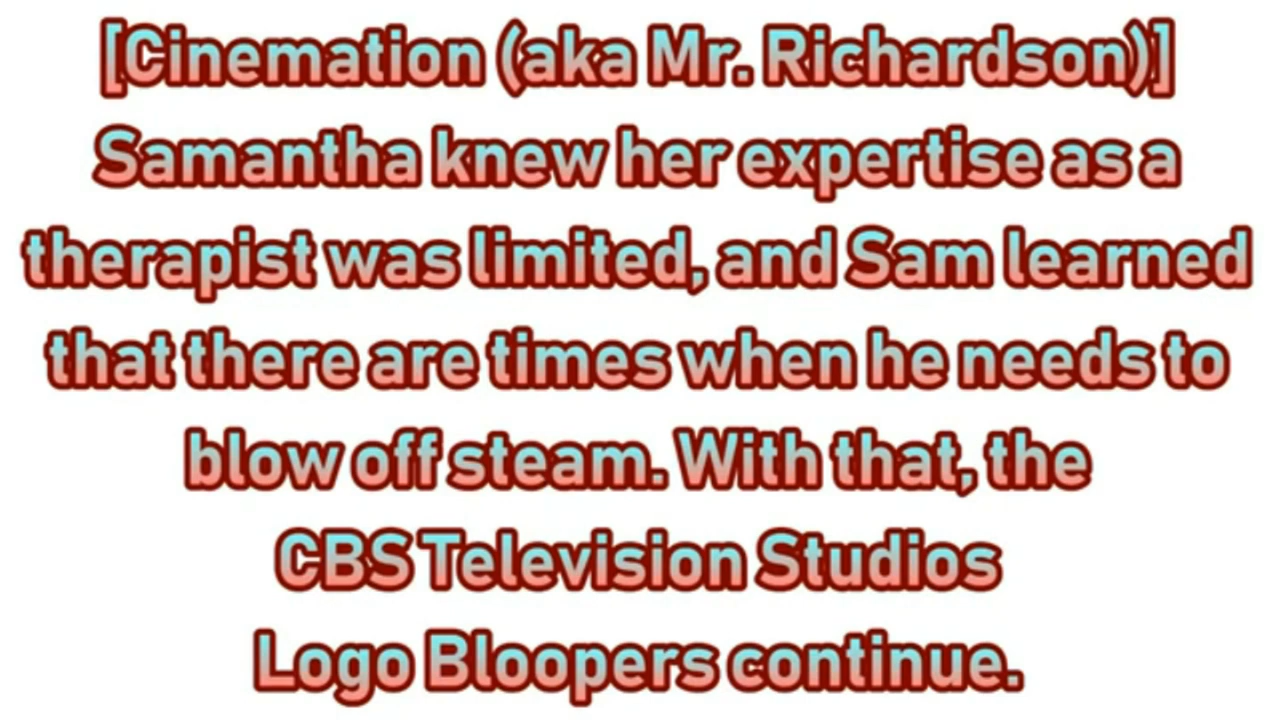 [Cinemation (aka Mr. Richardson)]
Samantha knew her expertise as a
therapist was limited, and Sam learned
that there are times when he needs to
blow off steam. With that, the
CBS Television Studios
Logo Bloopers continue.